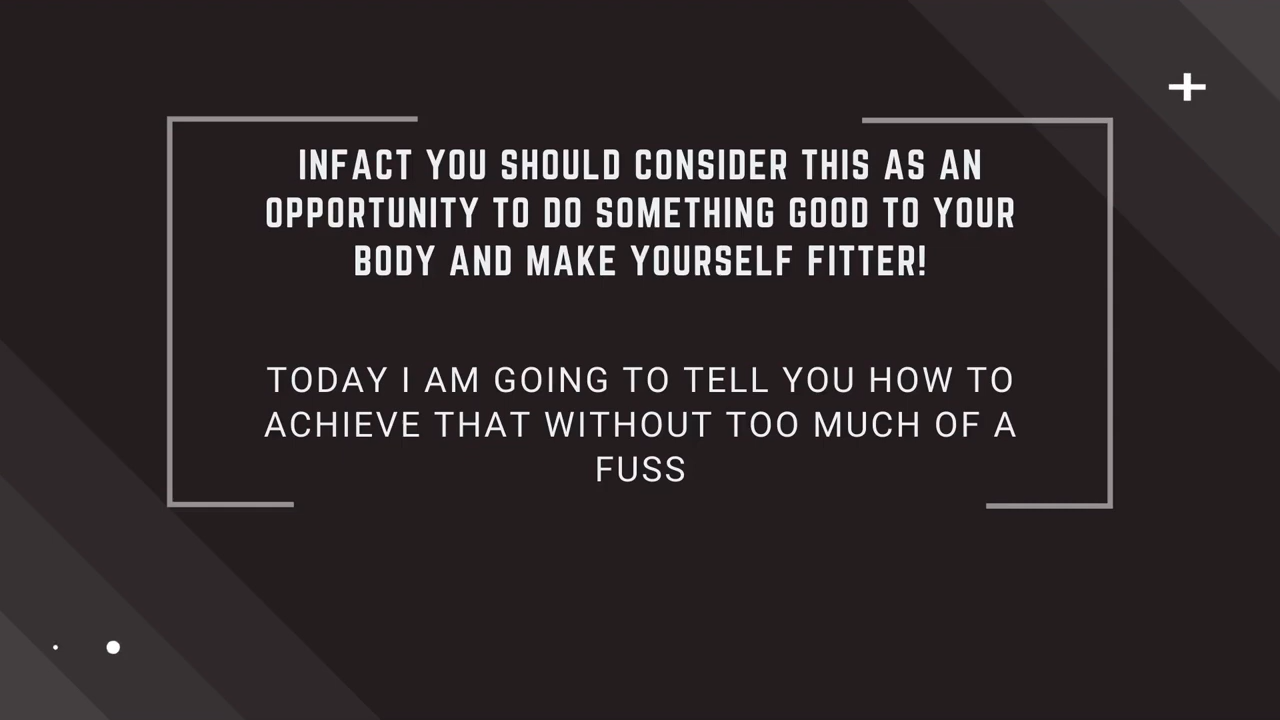 INFACT YOU SHOULD CONSIDER THIS AS AN
OPPORTUNITY TO DO SOMETHING GOOD TO YOUR
BODY AND MAKE YOURSELF FITTER!
TODAY I AM GOING TO TELL YOU HOW TO
ACHIEVE THAT WITHOUT TOO MUCH OF A
FUSS